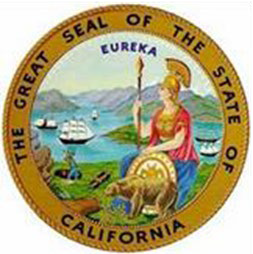 THE GREAT SEAL OF THE STATE OF CALIFORNIA
EUREKA